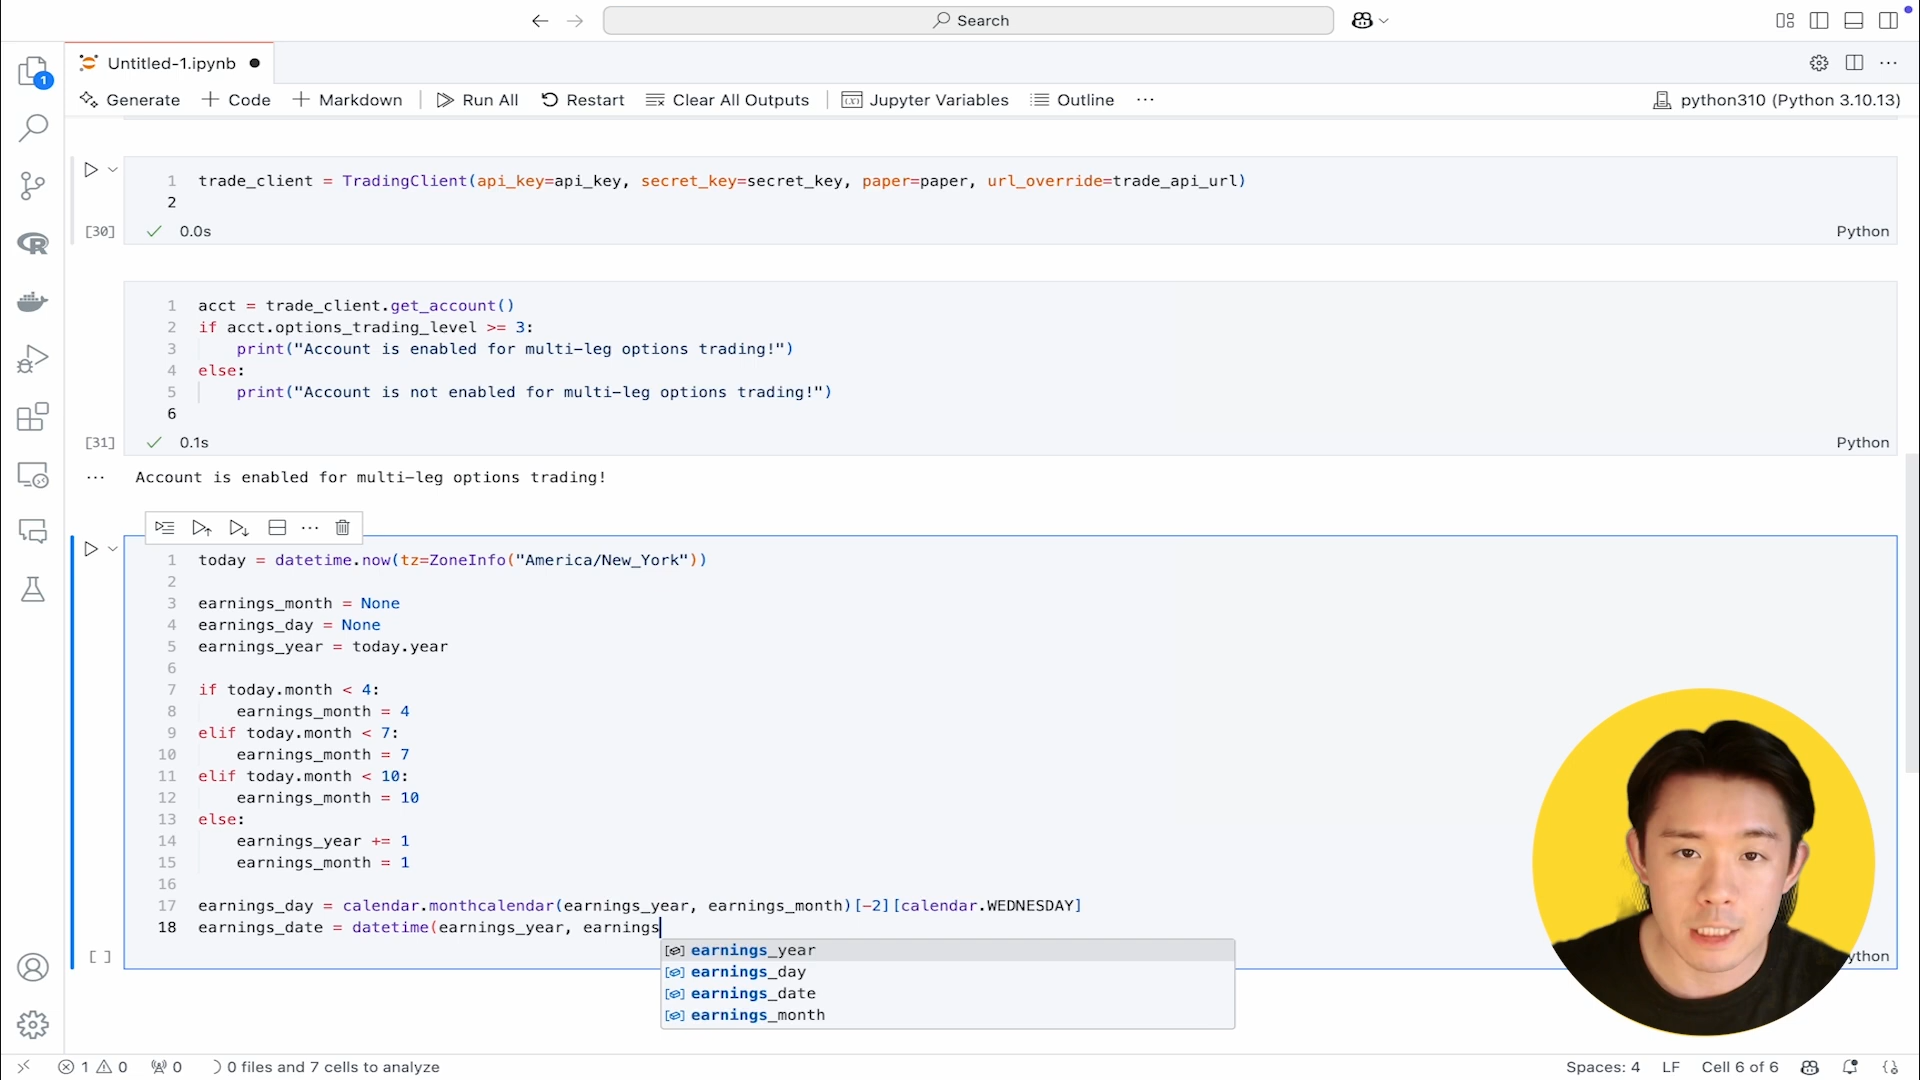 Search
Untitled-1.ipynb
Generate
Code
Markdown
Run All
Restart
Clear All Outputs
Jupyter Variables
Outline
...
python310 (Python 3.10.13)
1
1 trade_client = TradingClient(api_key=api_key, secret_key=secret_key, paper=paper, url_override=trade_api_url)
2
[30] 0.0s Python
1 acct = trade_client.get_account()
2 if acct.options_trading_level >= 3:
3 print("Account is enabled for multi-leg options trading!")
4 else:
5 print("Account is not enabled for multi-leg options trading!")
6
[31] 0.1s Python
... Account is enabled for multi-leg options trading!
1 today = datetime.now(tz=ZoneInfo("America/New_York"))
2
3 earnings_month = None
4 earnings_day = None
5 earnings_year = today.year
6
7 if today.month < 4:
8 earnings_month = 4
9 elif today.month < 7:
10 earnings_month = 7
11 elif today.month < 10:
12 earnings_month = 10
13 else:
14 earnings_year += 1
15 earnings_month = 1
16
17 earnings_day = calendar.monthcalendar(earnings_year, earnings_month)[-2][calendar.WEDNESDAY]
18 earnings_date = datetime(earnings_year, earnings
earnings_year
earnings_day
earnings_date
earnings_month
[ ] ython
1 0 0 0 files and 7 cells to analyze
Spaces: 4 LF Cell 6 of 6